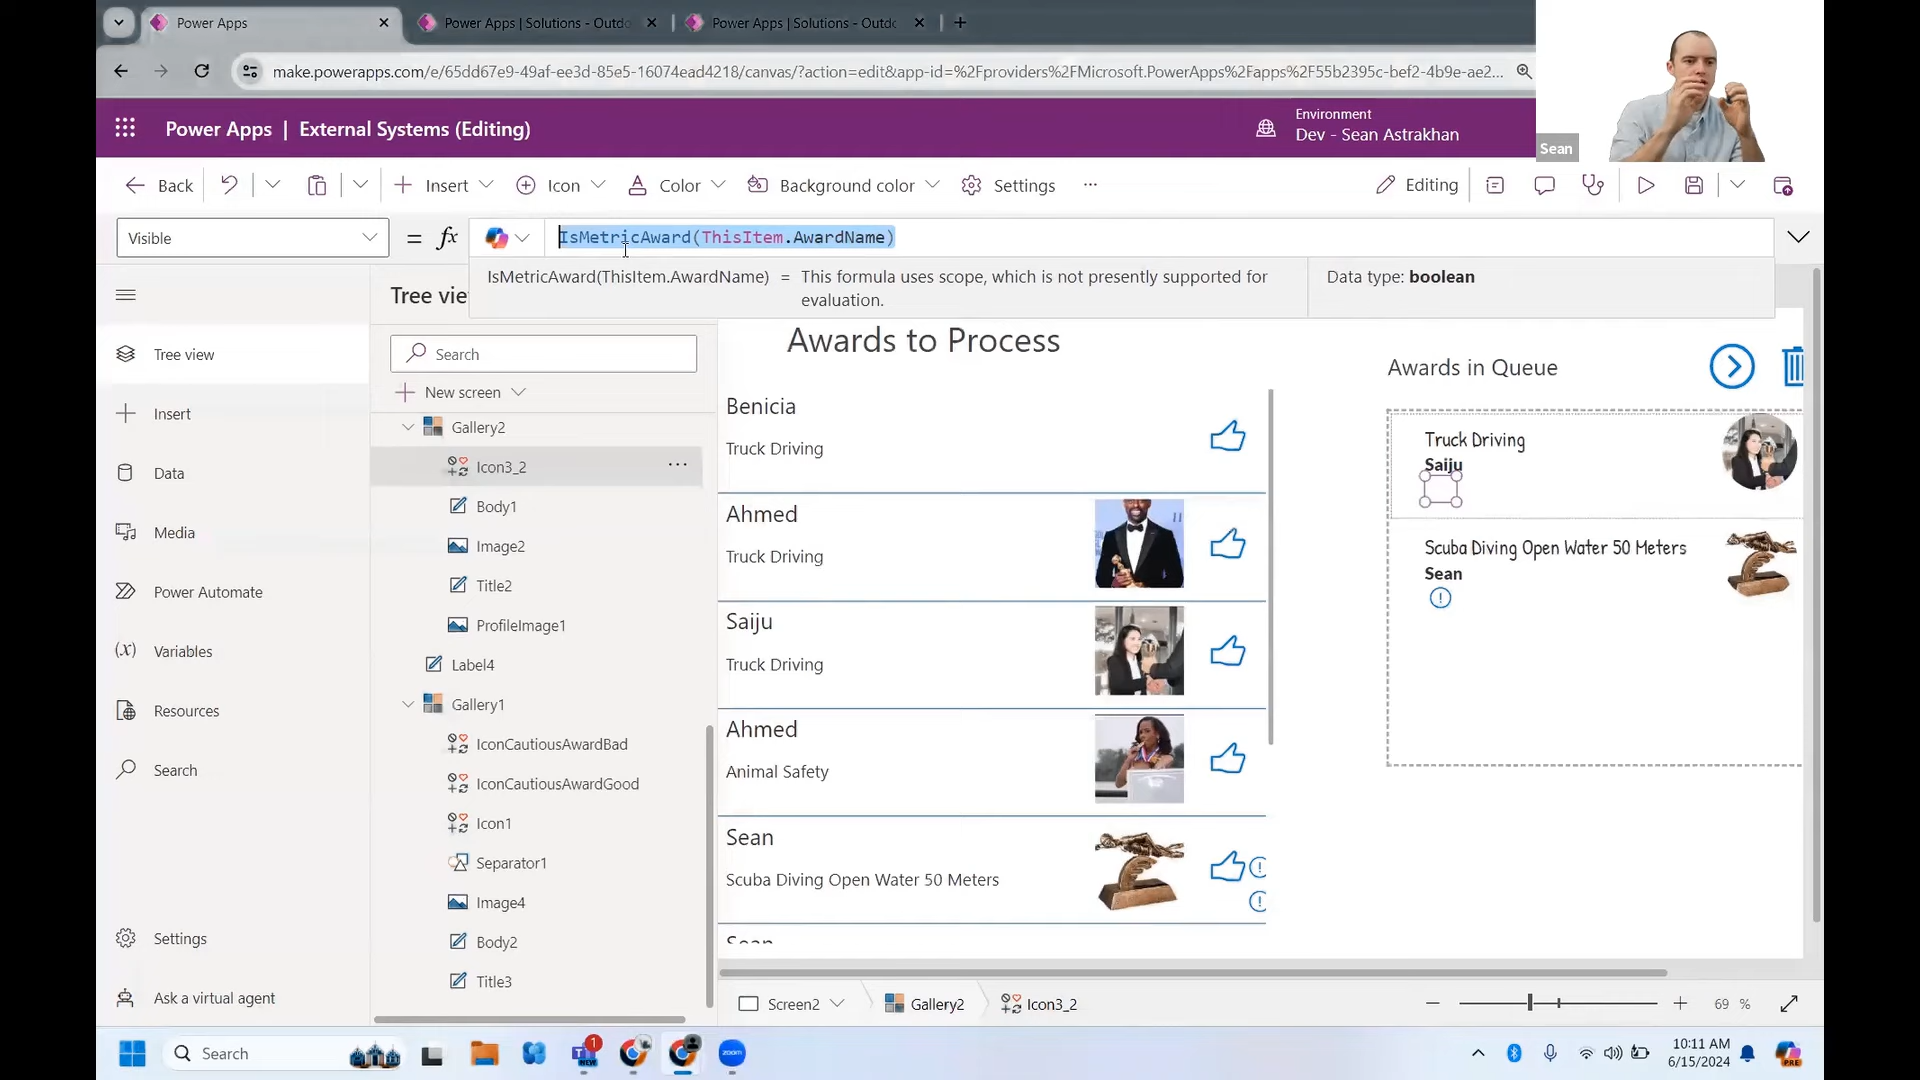 Power Apps
Power Apps | Solutions - Outdo
Power Apps | Solutions - Outdo
make.powerapps.com/e/65dd67e9-49af-ee3d-85e5-16074ead4218/canvas/?action=edit&app-id=%2Fproviders%2FMicrosoft.PowerApps%2Fapps%2F55b2395c-bef2-4b9e-ae2...
Power Apps | External Systems (Editing)
Environment
Dev - Sean Astrakhan
Sean
Back
Insert
Icon
Color
Background color
Settings
...
Editing
Visible
= fx
IsMetricAward(ThisItem.AwardName)
IsMetricAward(ThisItem.AwardName) = This formula uses scope, which is not presently supported for
evaluation.
Data type: boolean
Tree view
Insert
Data
Media
Power Automate
Variables
Resources
Search
Settings
Ask a virtual agent
Tree vie
Search
New screen
Gallery2
Icon3_2
...
Body1
Image2
Title2
ProfileImage1
Label4
Gallery1
IconCautiousAwardBad
IconCautiousAwardGood
Icon1
Separator1
Image4
Body2
Title3
Awards to Process
Benicia
Truck Driving
Ahmed
Truck Driving
Saiju
Truck Driving
Ahmed
Animal Safety
Sean
Scuba Diving Open Water 50 Meters
Sean
Awards in Queue
Truck Driving
Saiju
Scuba Diving Open Water 50 Meters
Sean
Screen2
Gallery2
Icon3_2
69 %
Search
1
NEW
zoom
10:11 AM
6/15/2024
PRE